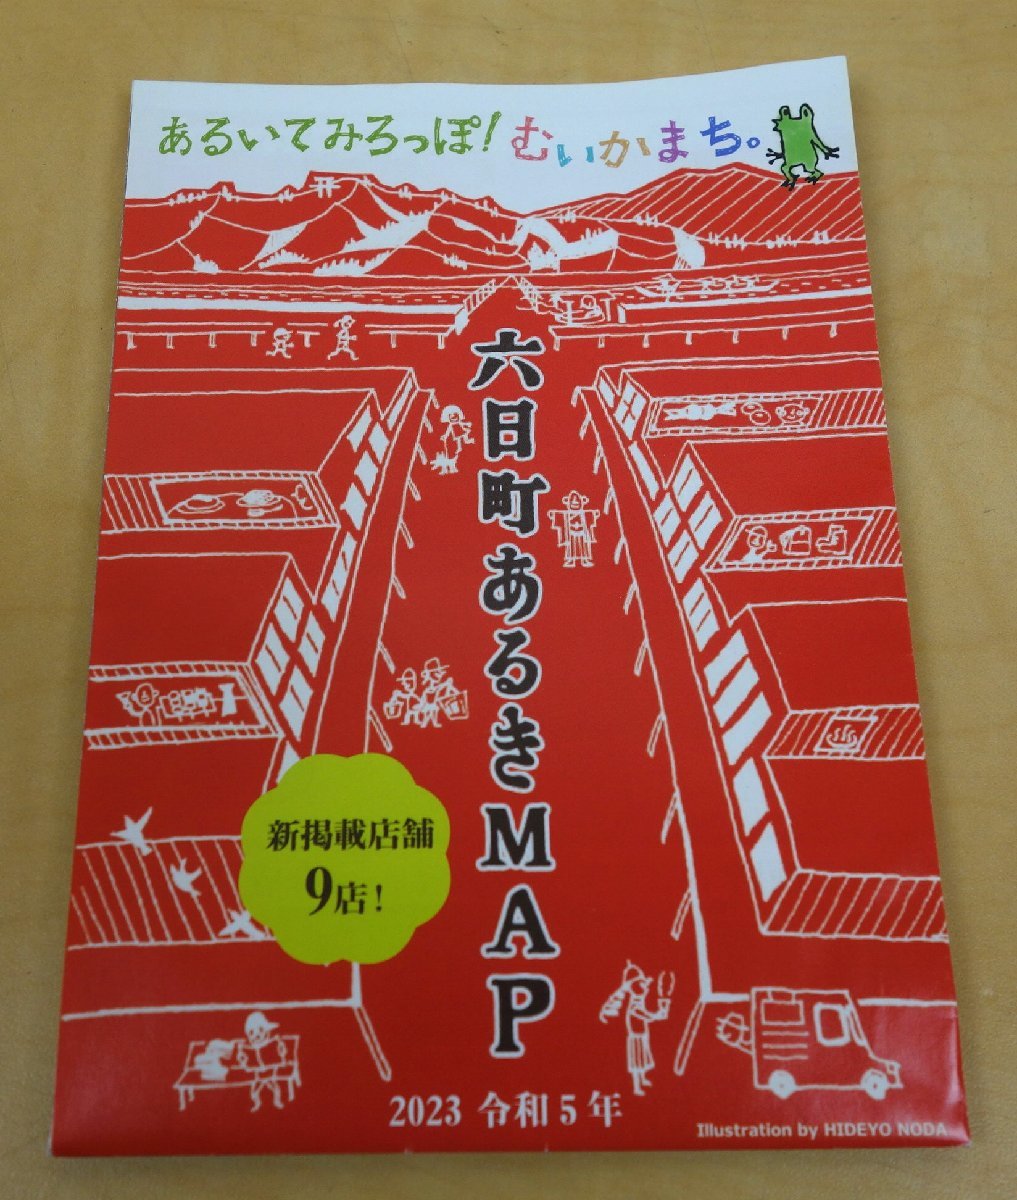 あるいてみろっぽ！むいかまち。
六日町あるきMAP
新掲載店舗
9店！
2023 令和5年
Illustration by HIDEYO NODA